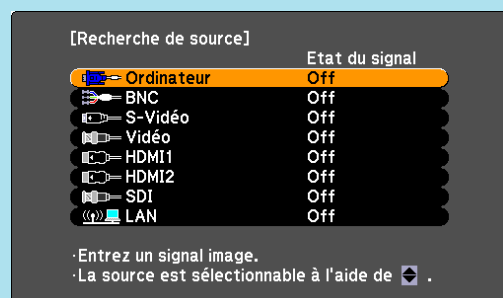 [Recherche de source]
Etat du signal
Ordinateur Off
BNC Off
S-Vidéo Off
Vidéo Off
HDMI1 Off
HDMI2 Off
SDI Off
LAN Off
·Entrez un signal image.
·La source est sélectionnable à l'aide de .